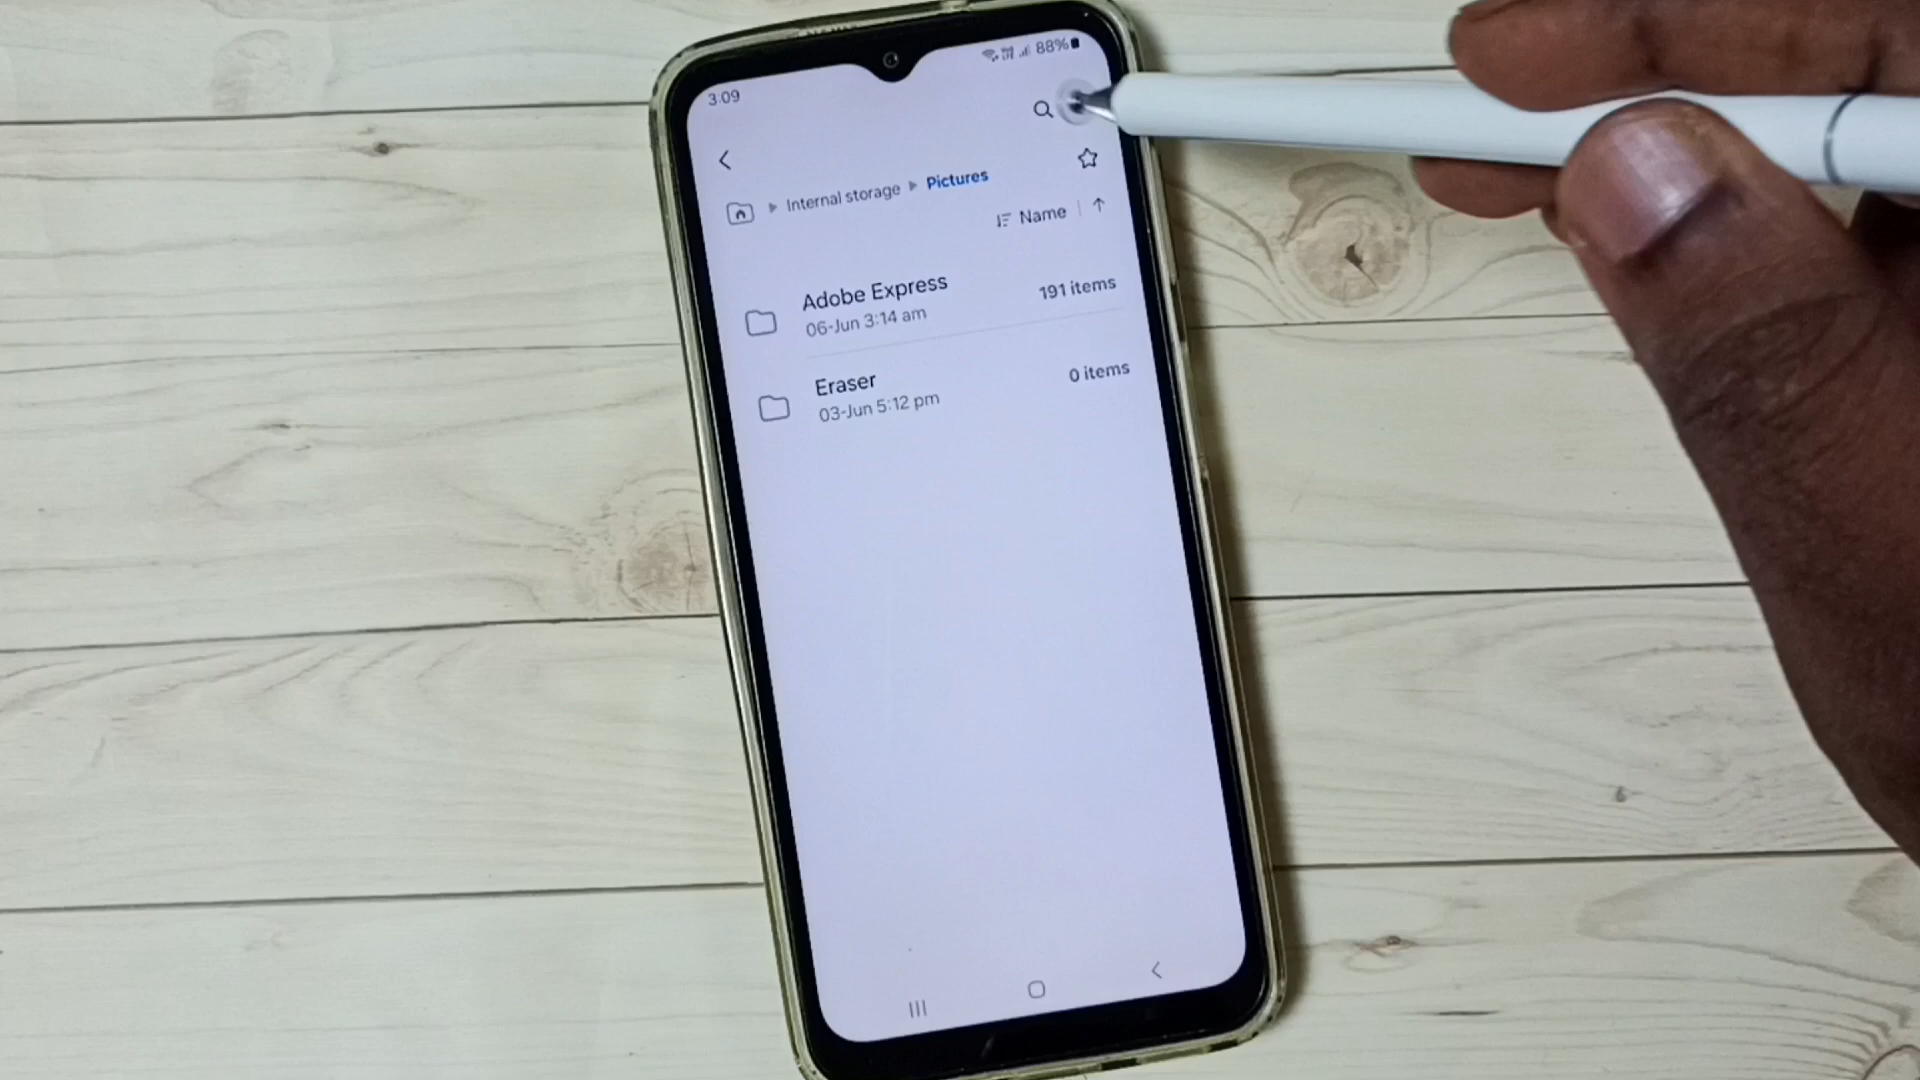 88%
3:09
Internal storage Pictures
Name
Adobe Express
06-Jun 3:14 am
191 items
Eraser
03-Jun 5:12 pm
0 items